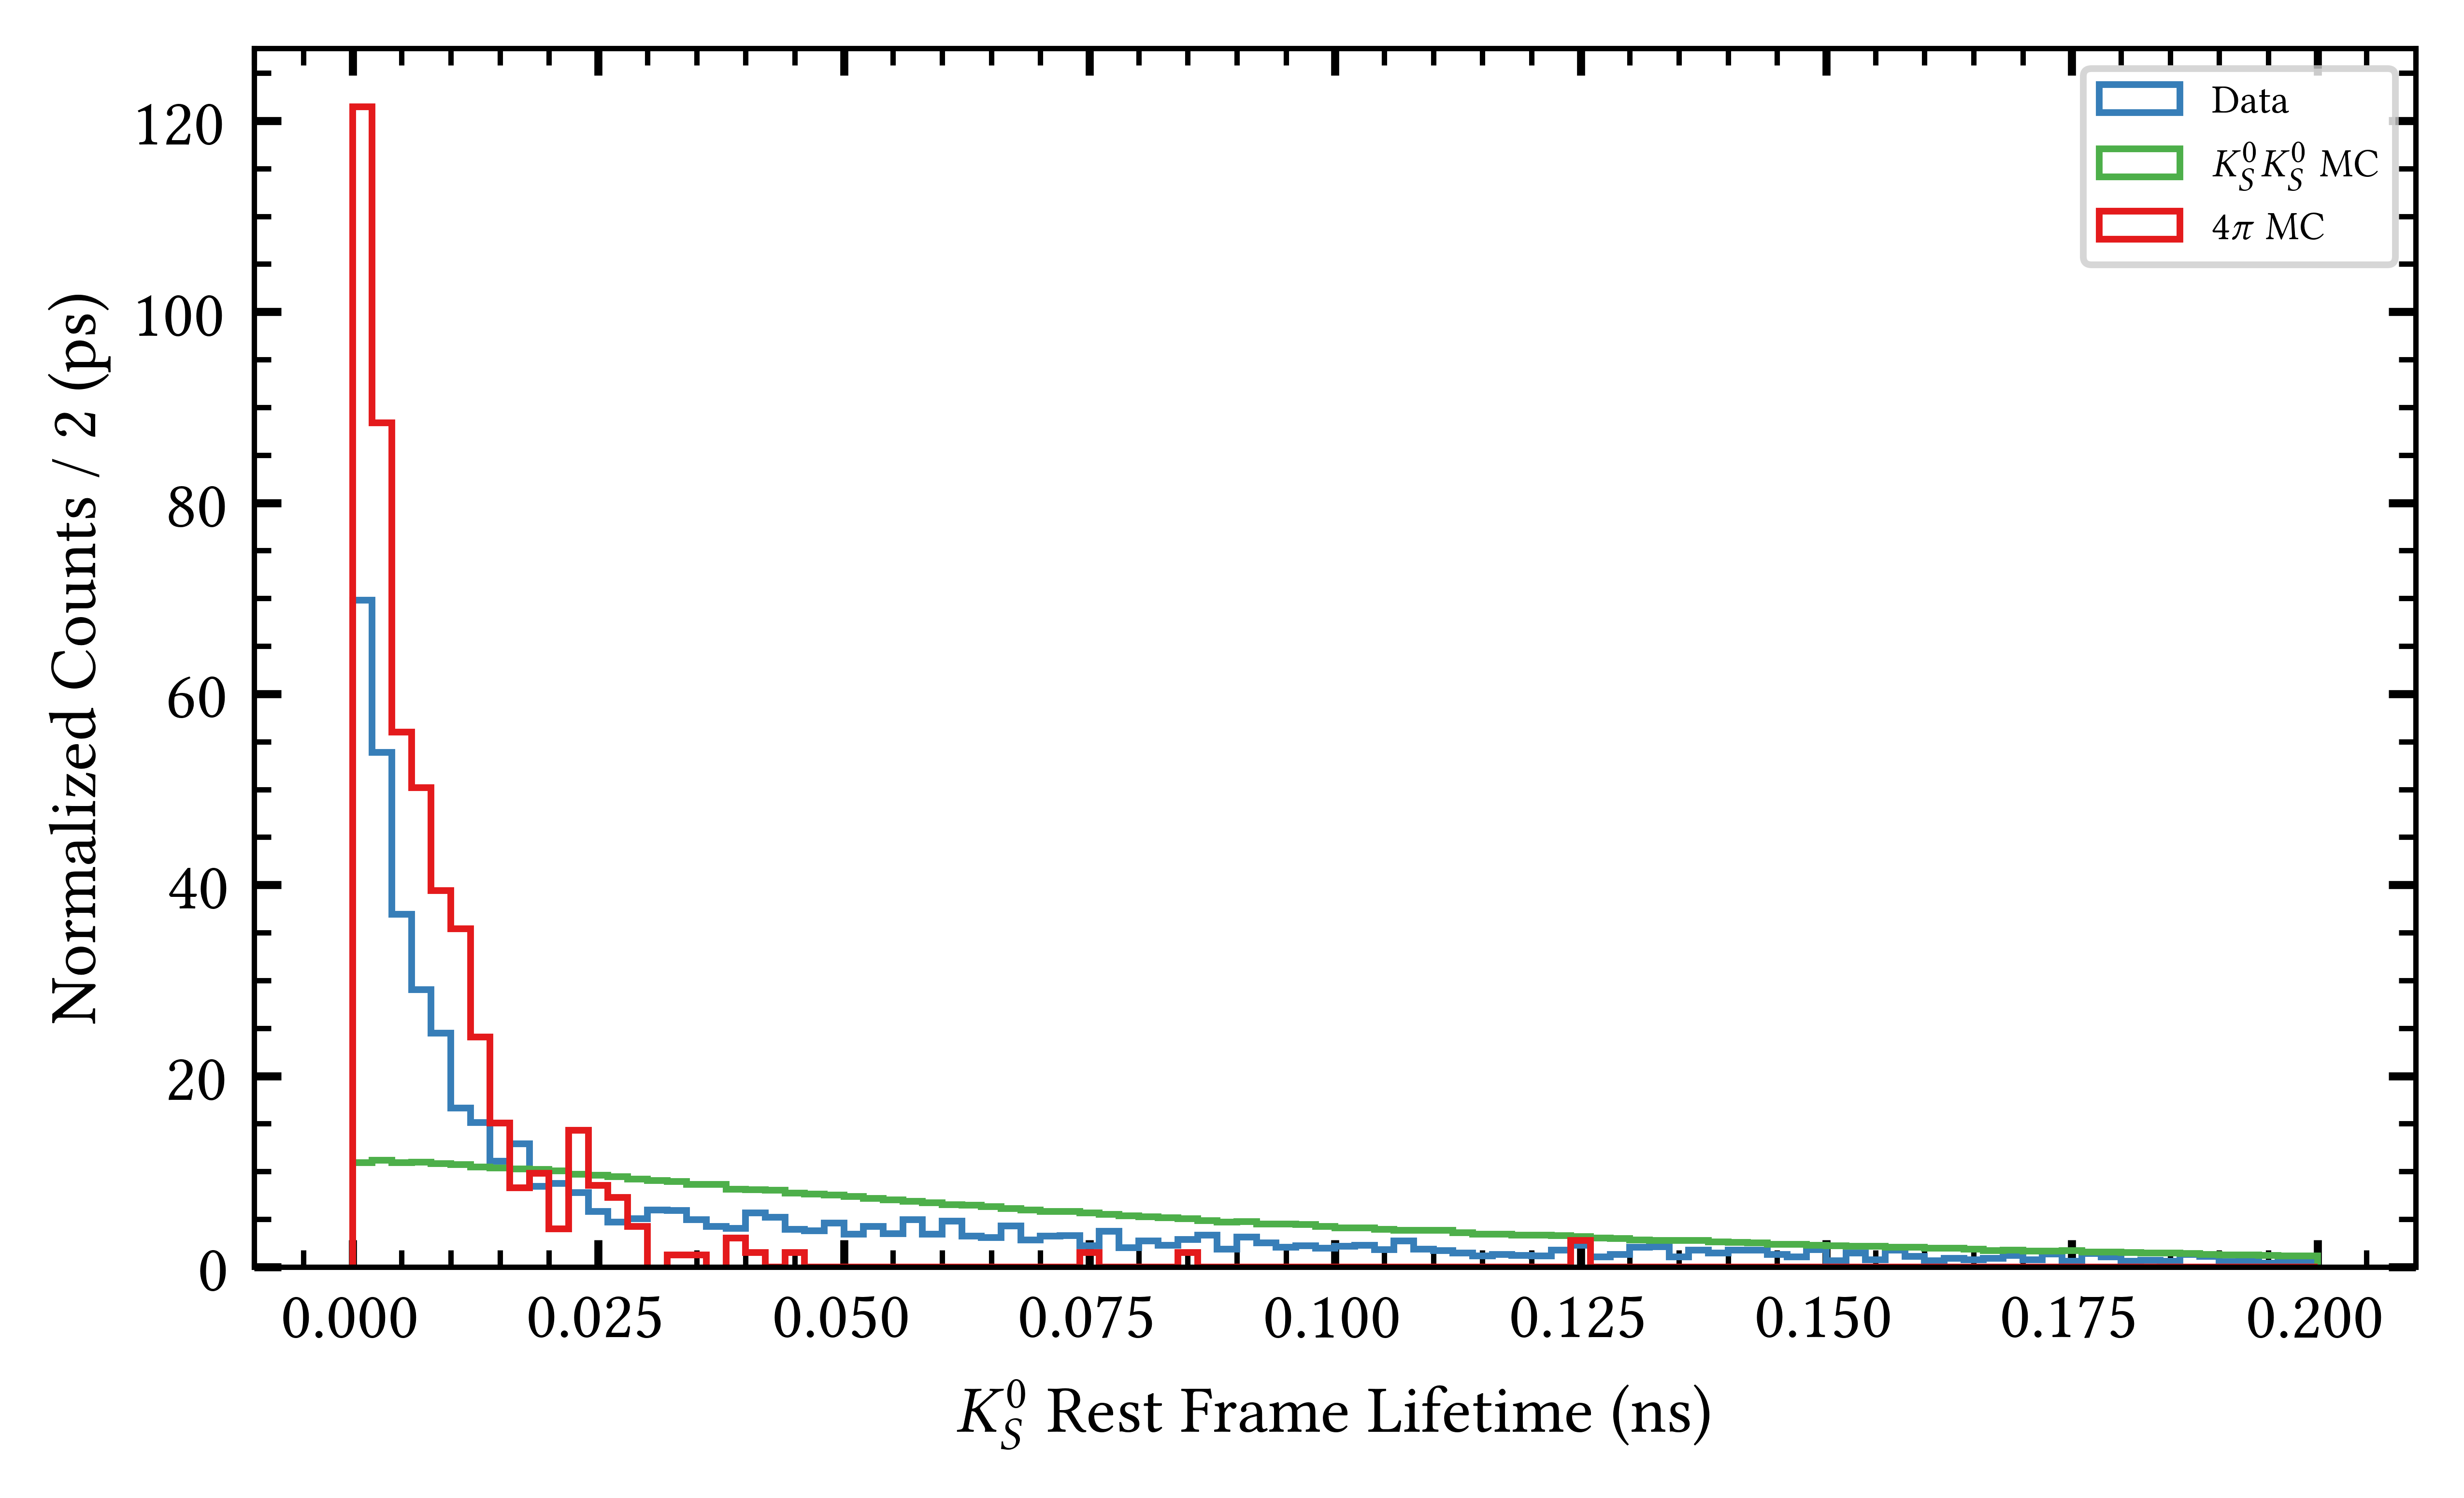 Normalized Counts / 2 (ps)
120
100
80
60
40
20
0
0.000 0.025 0.050 0.075 0.100 0.125 0.150 0.175 0.200
K_S^0 Rest Frame Lifetime (ns)
Data
K_S^0 K_S^0 MC
4π MC